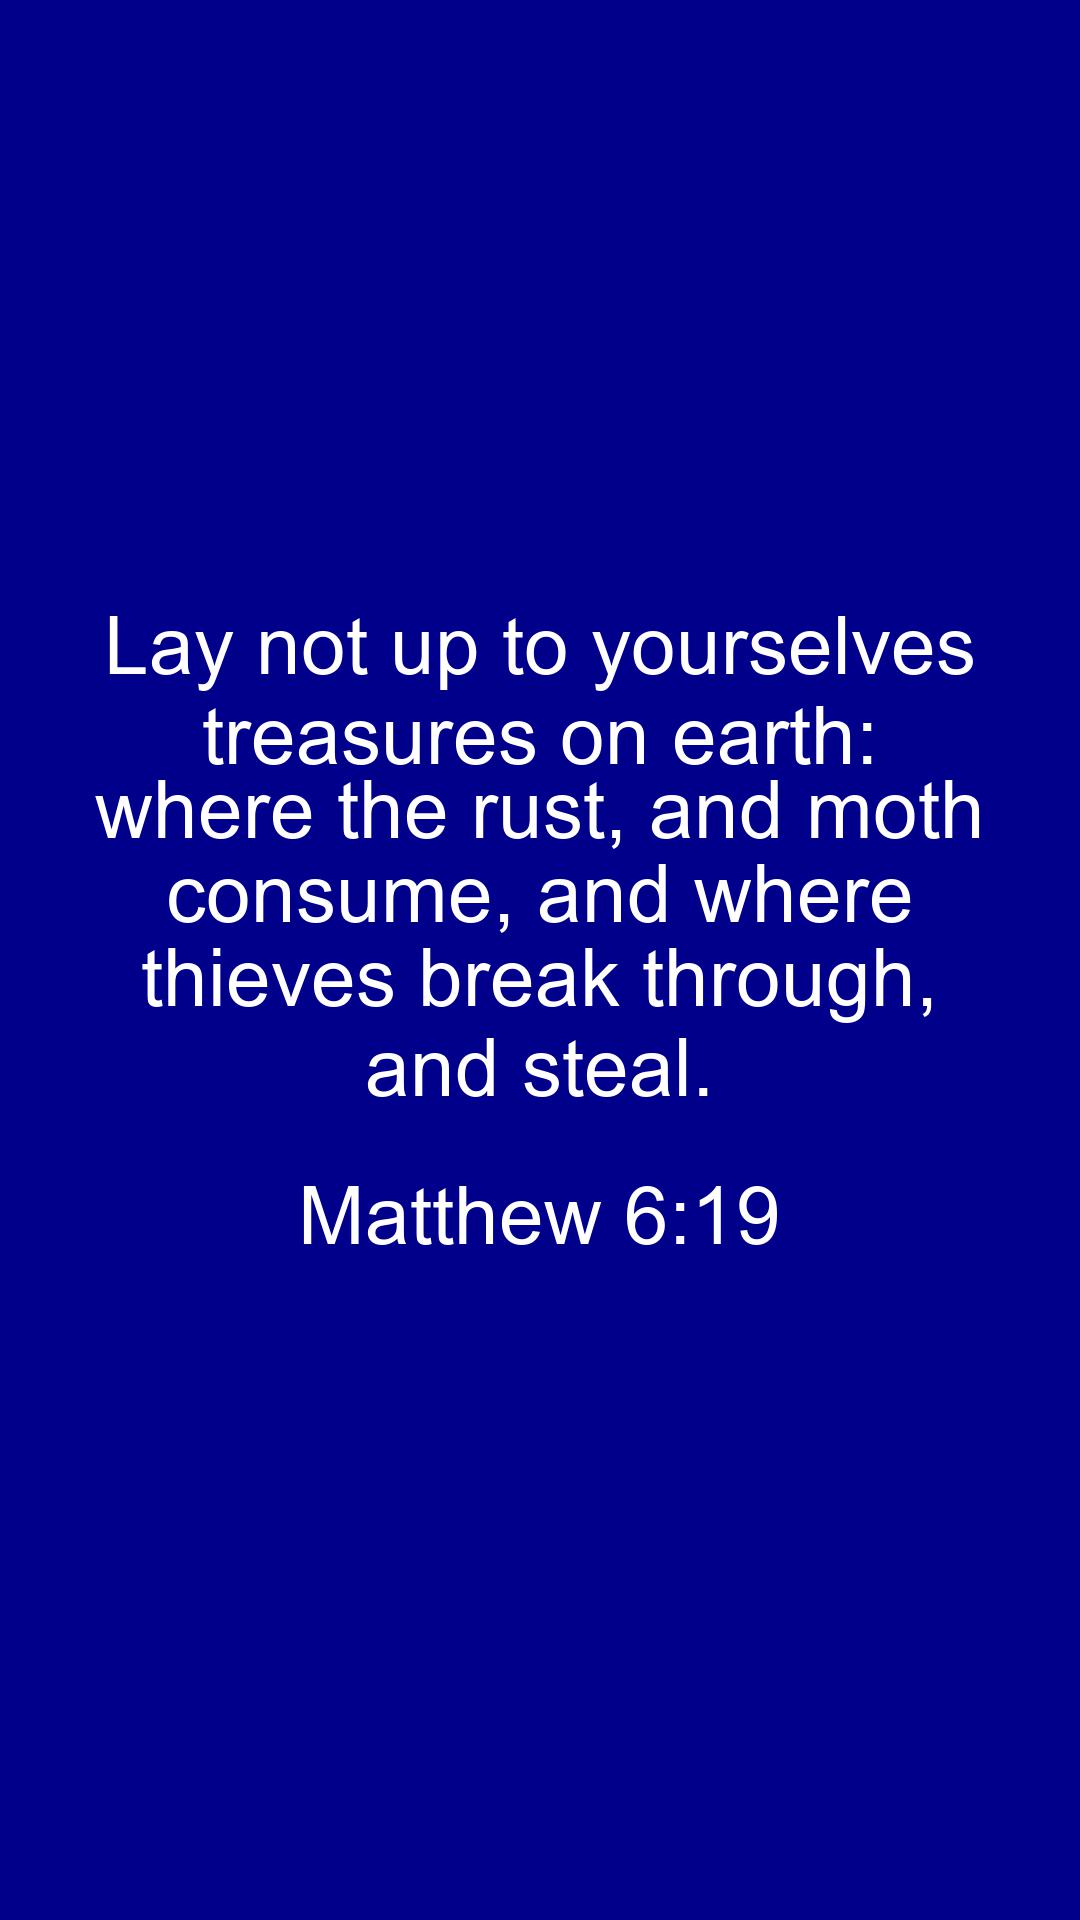 Lay not up to yourselves
treasures on earth:
where the rust, and moth
consume, and where
thieves break through,
and steal.
Matthew 6:19